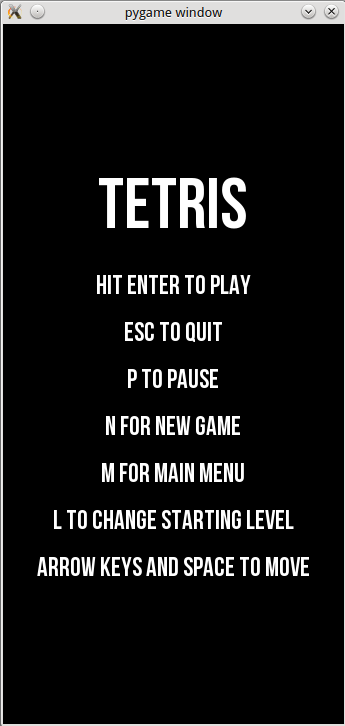 pygame window
TETRIS
HIT ENTER TO PLAY
ESC TO QUIT
P TO PAUSE
N FOR NEW GAME
M FOR MAIN MENU
L TO CHANGE STARTING LEVEL
ARROW KEYS AND SPACE TO MOVE